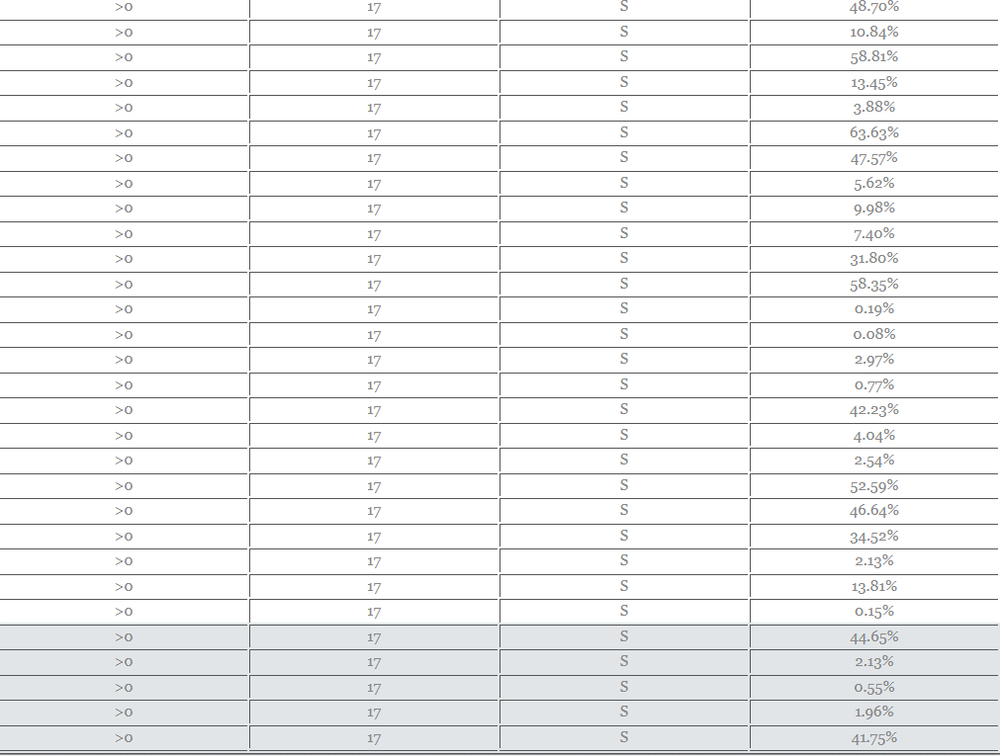 >0 17 S 48.70%
>0 17 S 10.84%
>0 17 S 58.81%
>0 17 S 13.45%
>0 17 S 3.88%
>0 17 S 63.63%
>0 17 S 47.57%
>0 17 S 5.62%
>0 17 S 9.98%
>0 17 S 7.40%
>0 17 S 31.80%
>0 17 S 58.35%
>0 17 S 0.19%
>0 17 S 0.08%
>0 17 S 2.97%
>0 17 S 0.77%
>0 17 S 42.23%
>0 17 S 4.04%
>0 17 S 2.54%
>0 17 S 52.59%
>0 17 S 46.64%
>0 17 S 34.52%
>0 17 S 2.13%
>0 17 S 13.81%
>0 17 S 0.15%
>0 17 S 44.65%
>0 17 S 2.13%
>0 17 S 0.55%
>0 17 S 1.96%
>0 17 S 41.75%